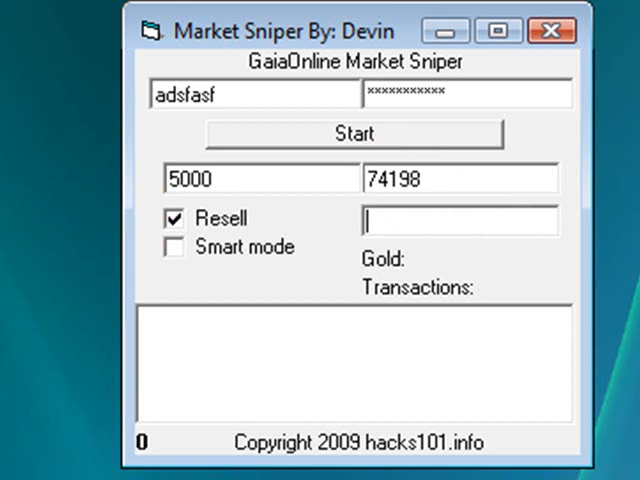 Market Sniper By: Devin
GaiaOnline Market Sniper
adsfasf
***********
Start
5000
74198
Resell
Smart mode
Gold:
Transactions:
0
Copyright 2009 hacks101.info